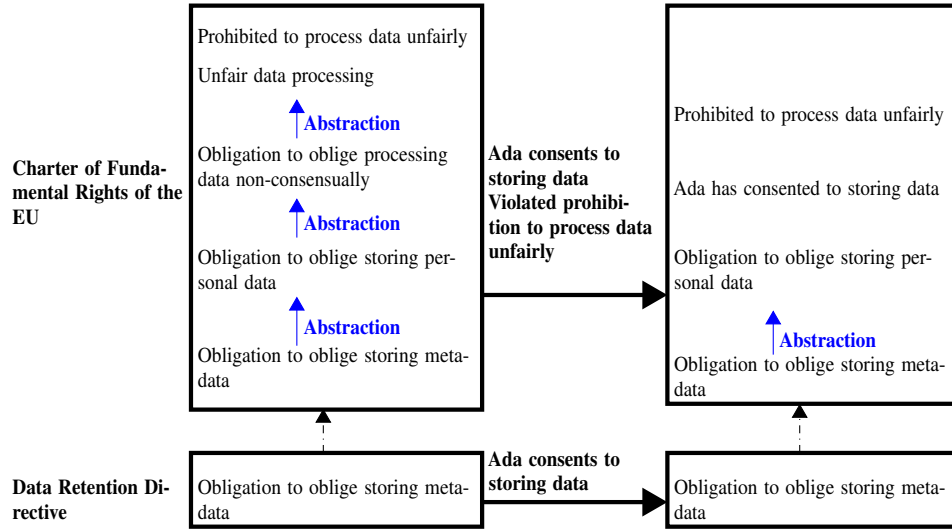 Prohibited to process data unfairly
Unfair data processing
Abstraction
Obligation to oblige processing
data non-consensually
Abstraction
Obligation to oblige storing per-
sonal data
Abstraction
Obligation to oblige storing meta-
data
Charter of Funda-
mental Rights of the
EU
Ada consents to
storing data
Violated prohibi-
tion to process data
unfairly
Prohibited to process data unfairly
Ada has consented to storing data
Obligation to oblige storing per-
sonal data
Abstraction
Obligation to oblige storing meta-
data
Data Retention Di-
rective
Obligation to oblige storing meta-
data
Ada consents to
storing data
Obligation to oblige storing meta-
data